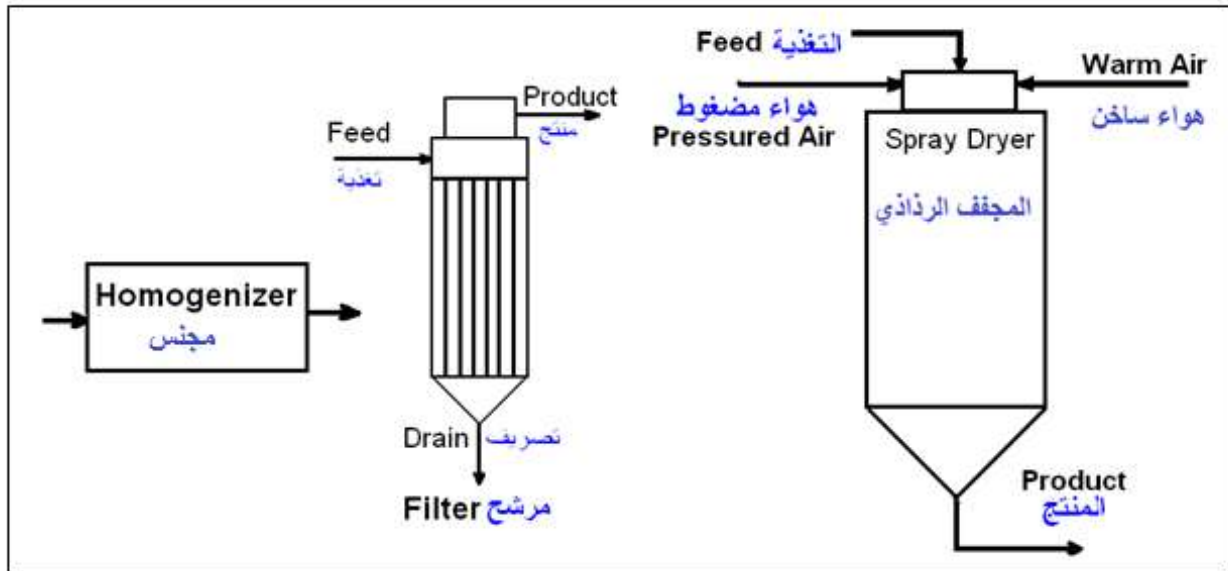 Homogenizer
مجنس
Feed
تغذية
Product
منتج
Drain تصريف
Filter مرشح
Feed التغذية
هواء مضغوط
Pressured Air
Warm Air
هواء ساخن
Spray Dryer
المجفف الرذاذي
Product
المنتج